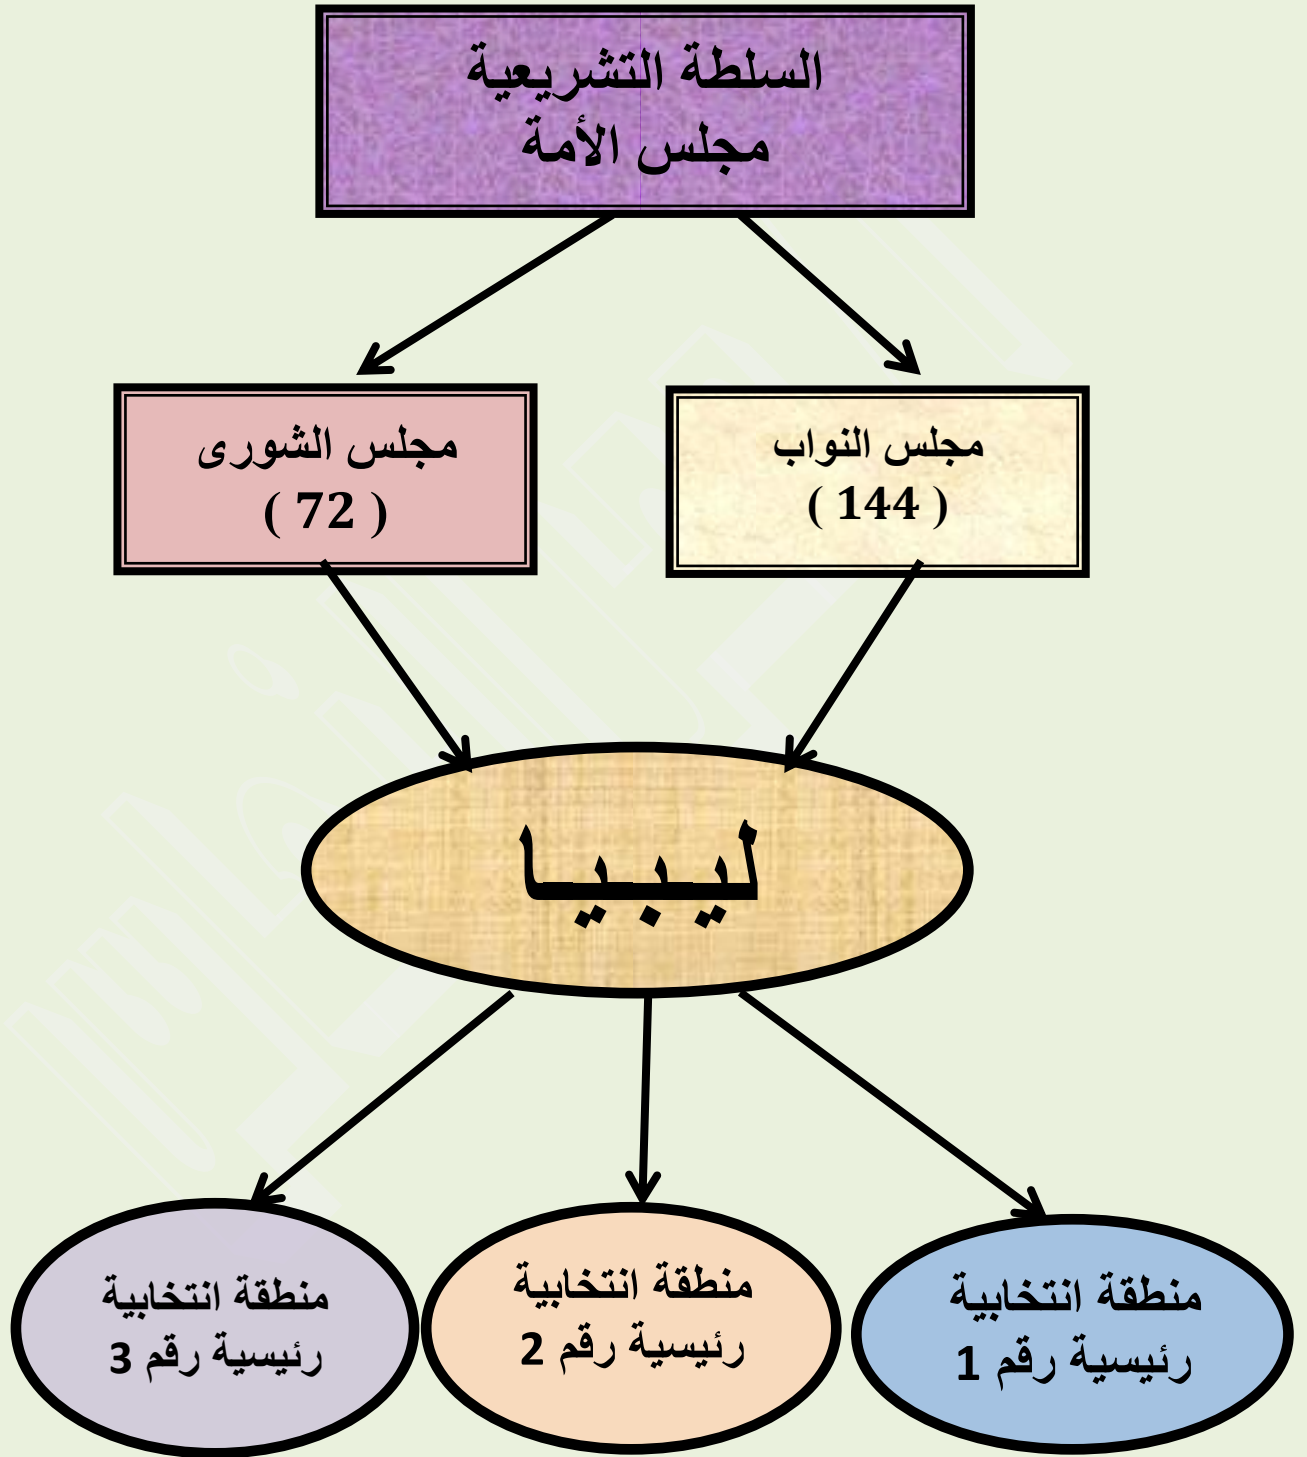 السلطة التشريعية
مجلس الأمة
مجلس النواب
( 144 )
مجلس الشورى
( 72 )
ليبيا
منطقة انتخابية
رئيسية رقم 1
منطقة انتخابية
رئيسية رقم 2
منطقة انتخابية
رئيسية رقم 3